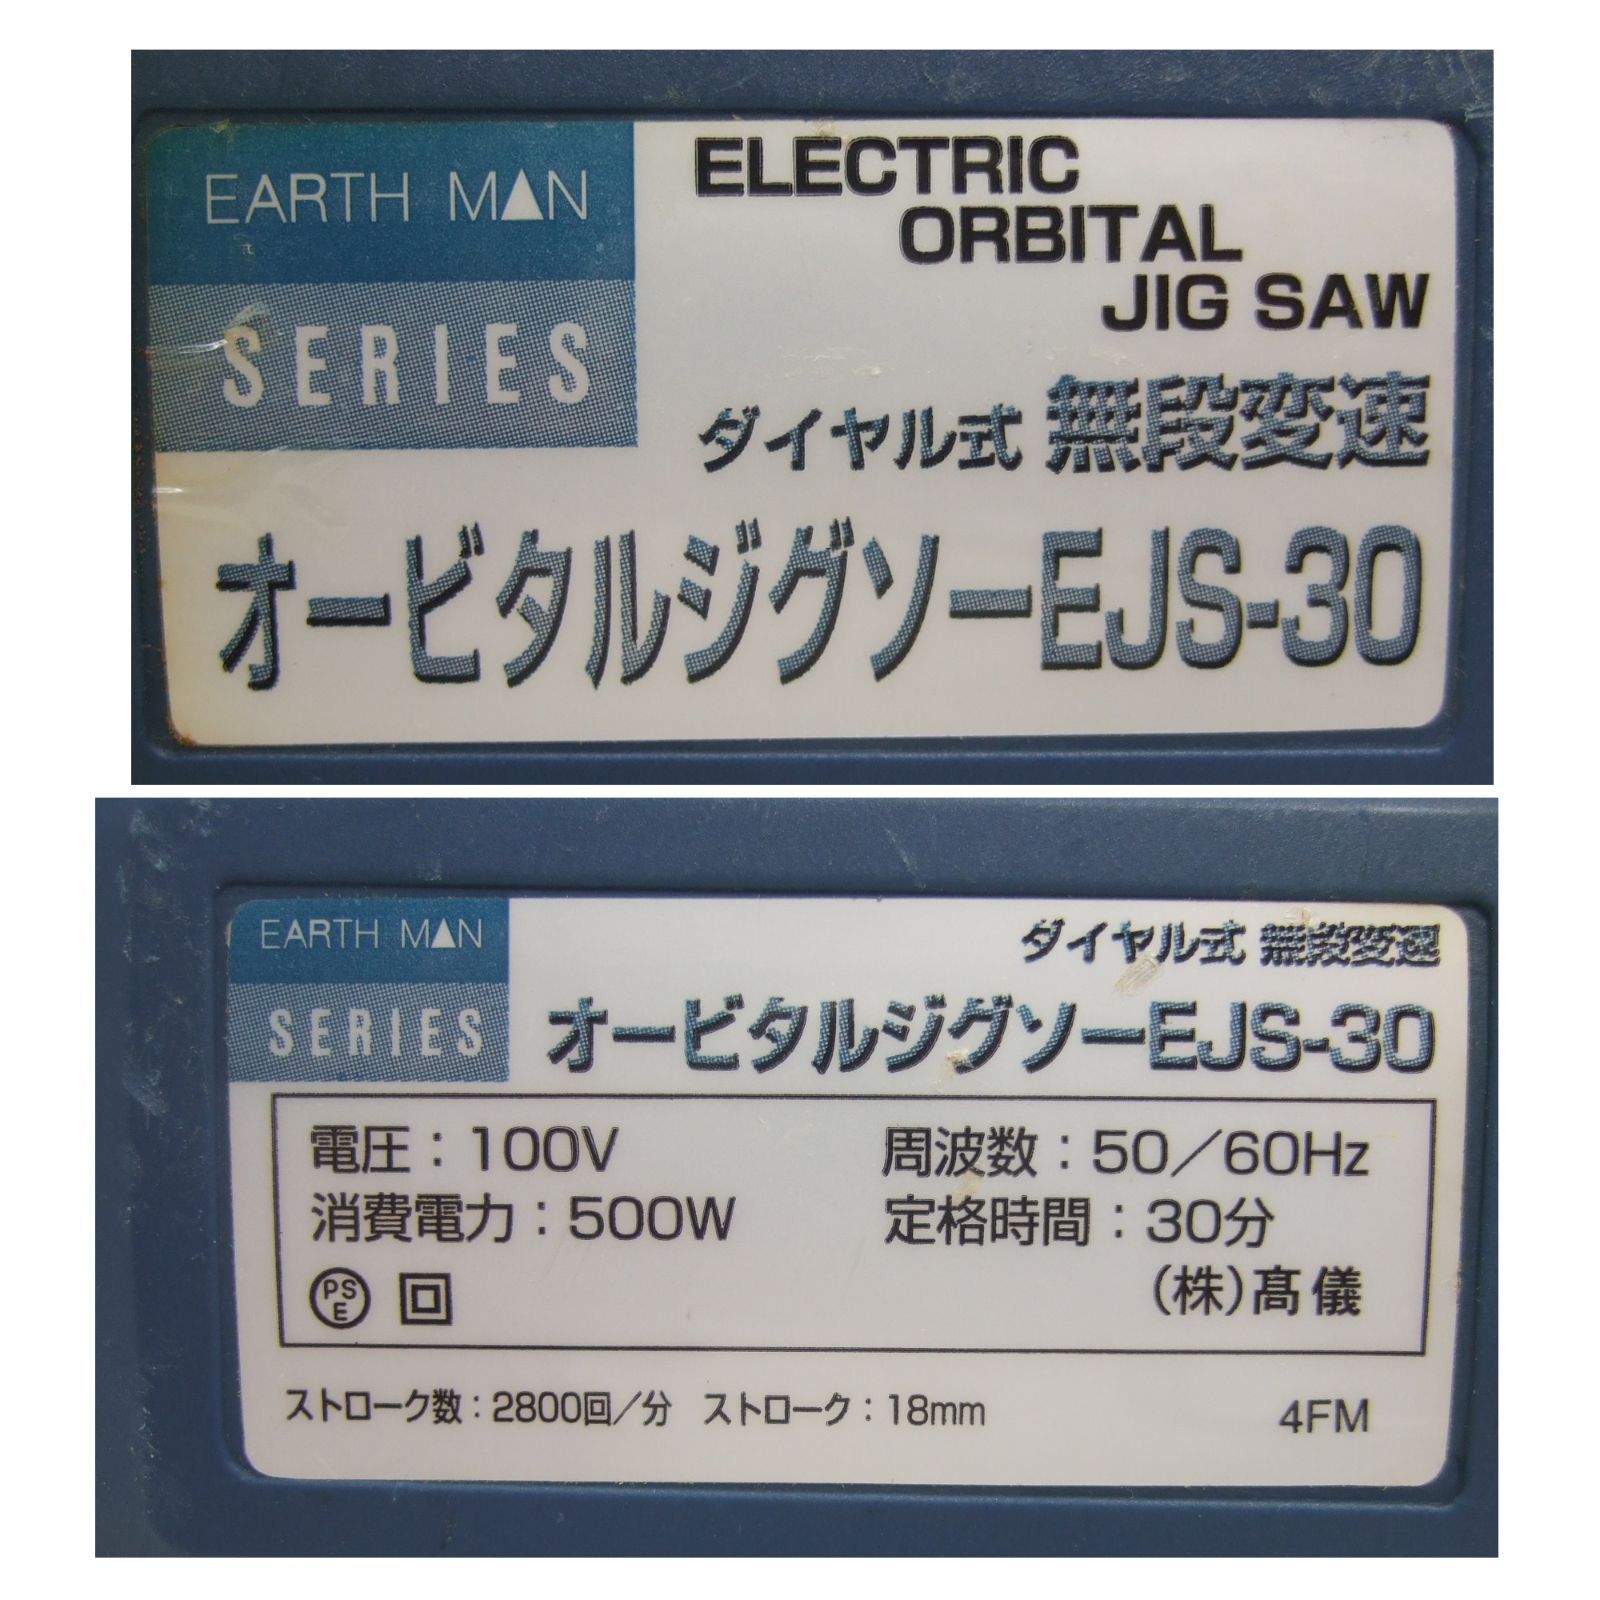 EARTH MAN
SERIES
ELECTRIC
ORBITAL
JIG SAW
ダイヤル式 無段変速
オービタルジグソーEJS-30
EARTH MAN
SERIES
ダイヤル式 無段変速
オービタルジグソーEJS-30
電圧:100V 周波数:50/60Hz
消費電力:500W 定格時間:30分
PS
E
(株)髙儀
ストローク数:2800回/分 ストローク:18mm 4FM